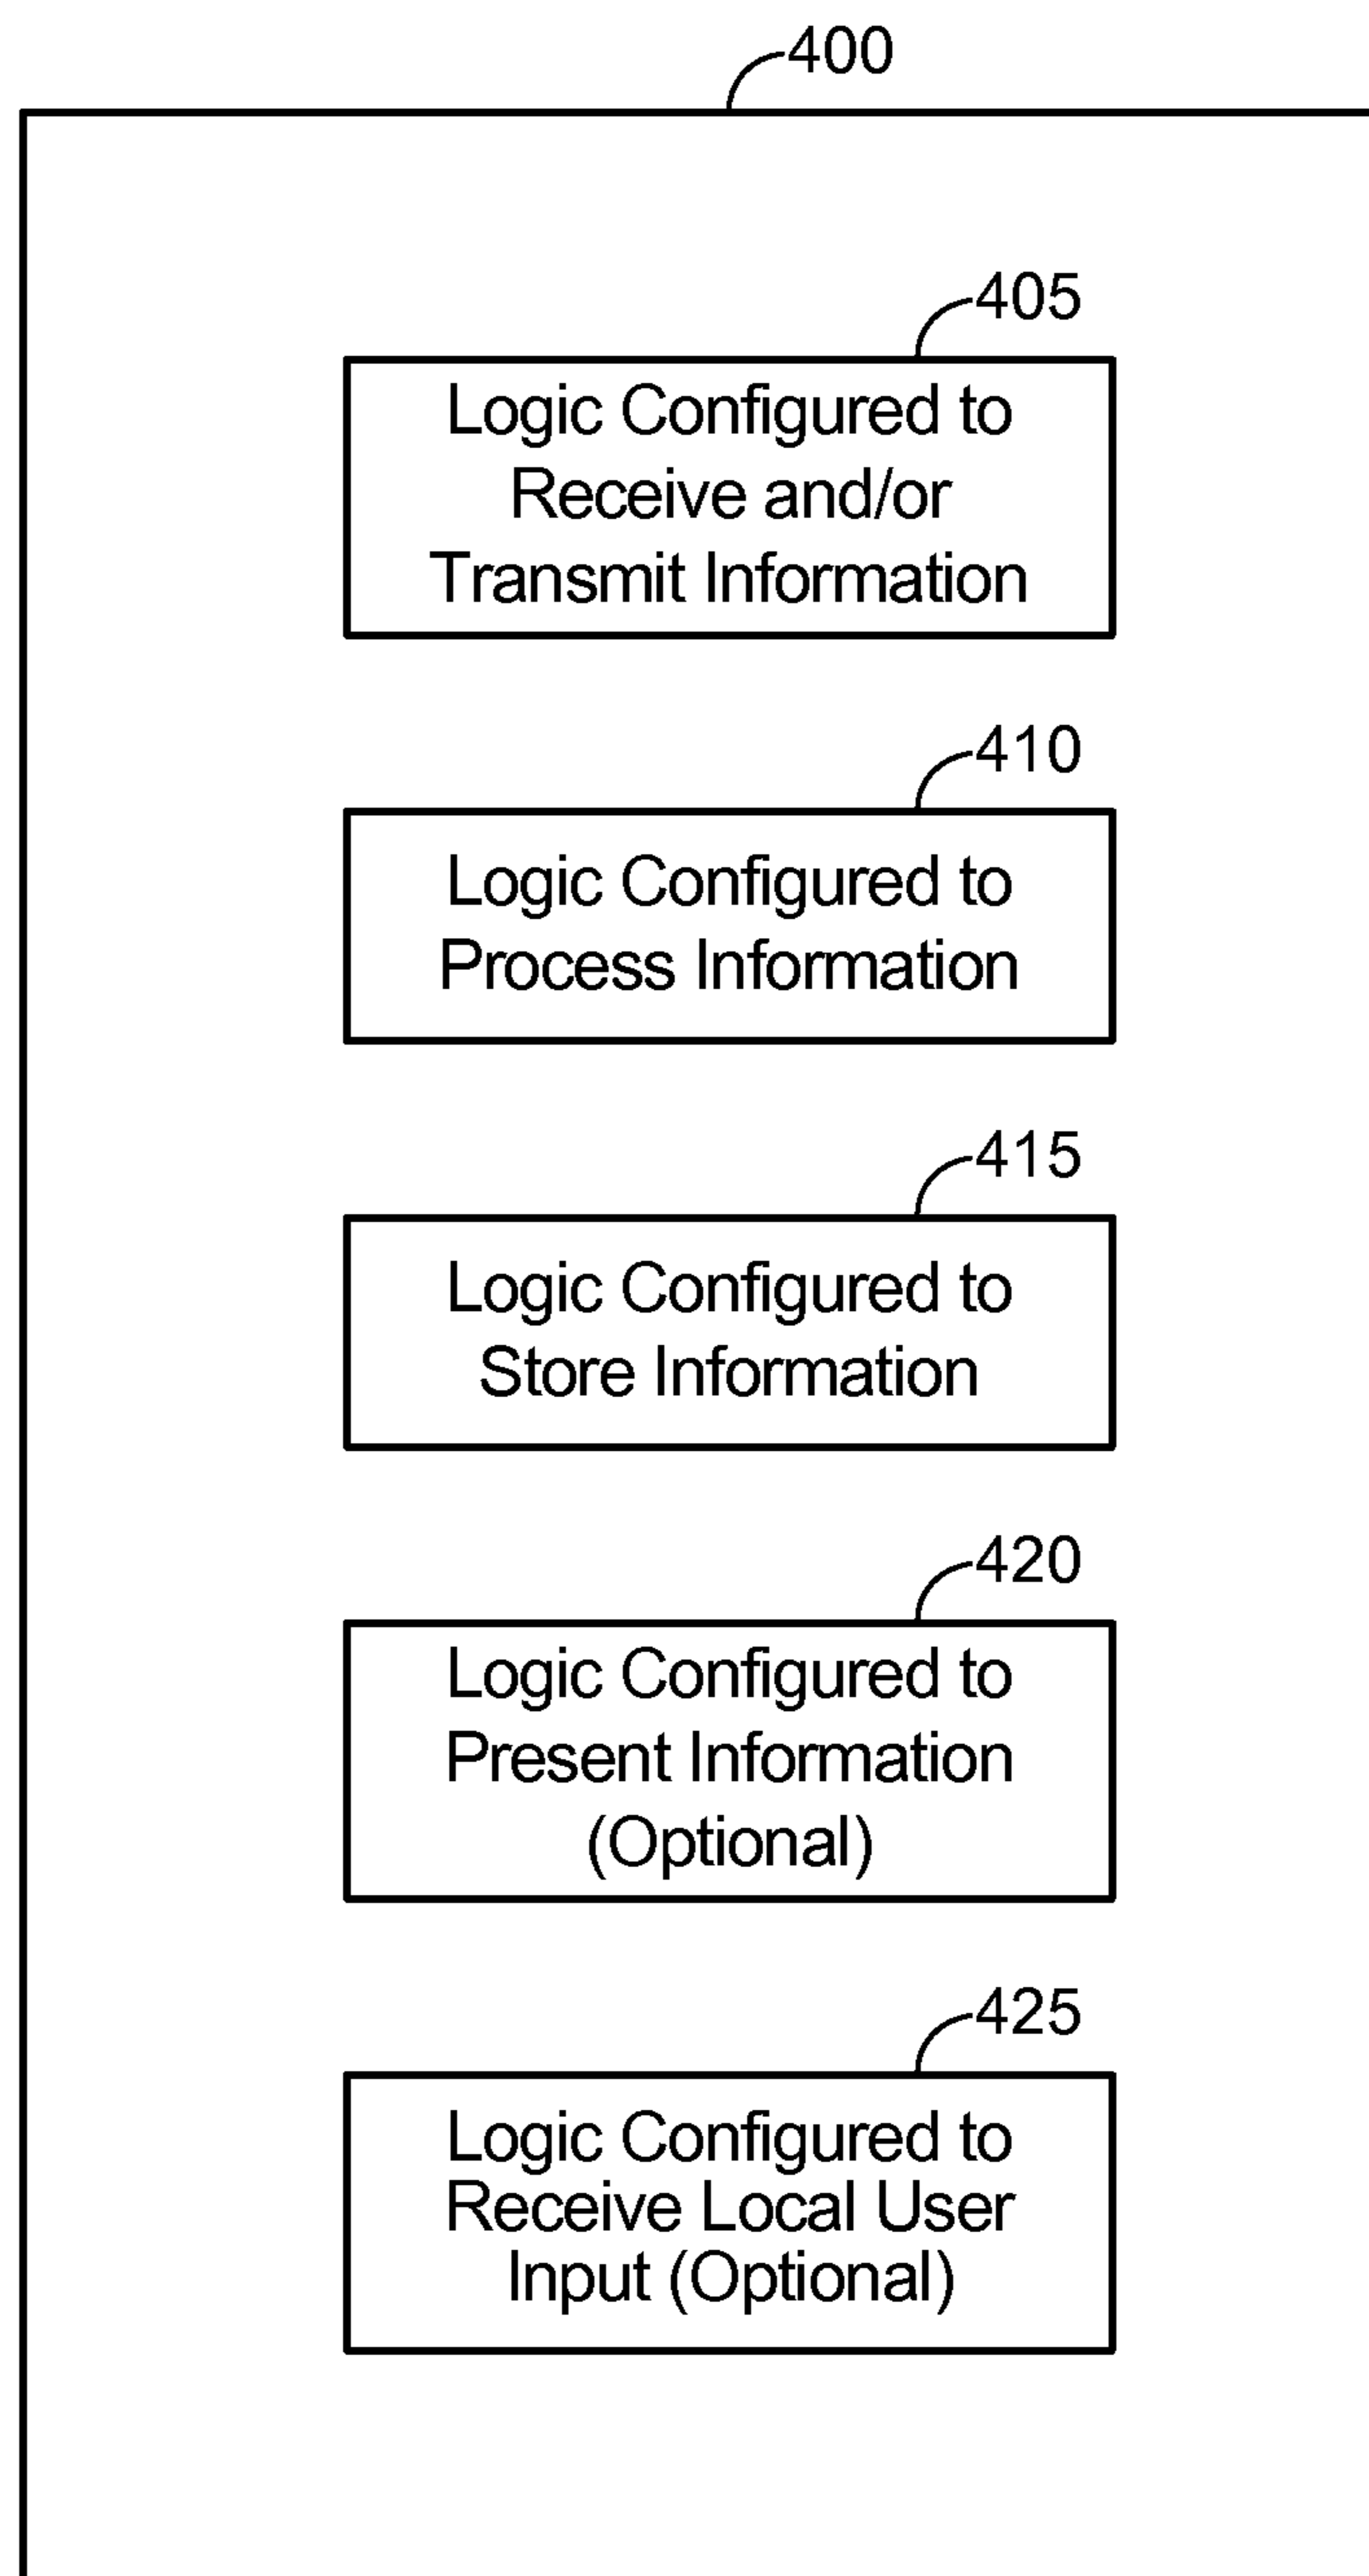 400
405
Logic Configured to
Receive and/or
Transmit Information
410
Logic Configured to
Process Information
415
Logic Configured to
Store Information
420
Logic Configured to
Present Information
(Optional)
425
Logic Configured to
Receive Local User
Input (Optional)